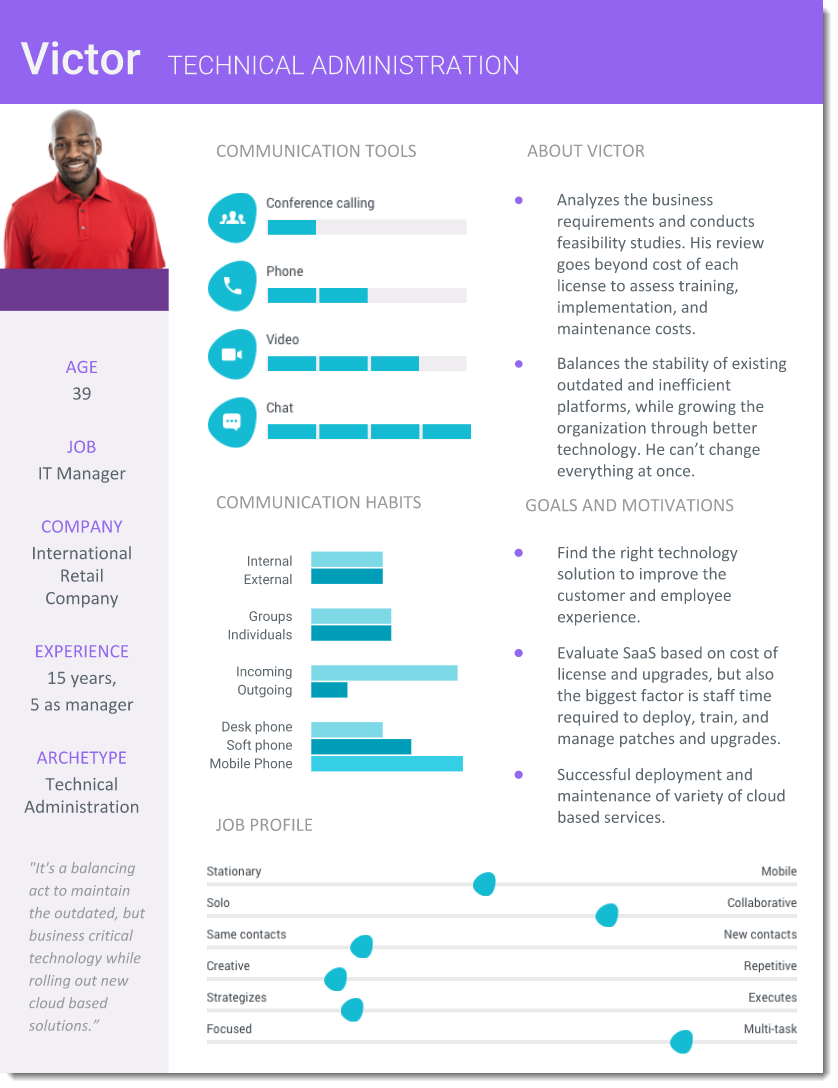 Victor TECHNICAL ADMINISTRATION
AGE
39
JOB
IT Manager
COMPANY
International
Retail
Company
EXPERIENCE
15 years,
5 as manager
ARCHETYPE
Technical
Administration
"It's a balancing
act to maintain
the outdated, but
business critical
technology while
rolling out new
cloud based
solutions.”
COMMUNICATION TOOLS
Conference calling
Phone
Video
Chat
COMMUNICATION HABITS
Internal
External
Groups
Individuals
Incoming
Outgoing
Desk phone
Soft phone
Mobile Phone
ABOUT VICTOR
Analyzes the business
requirements and conducts
feasibility studies. His review
goes beyond cost of each
license to assess training,
implementation, and
maintenance costs.
Balances the stability of existing
outdated and inefficient
platforms, while growing the
organization through better
technology. He can’t change
everything at once.
GOALS AND MOTIVATIONS
Find the right technology
solution to improve the
customer and employee
experience.
Evaluate SaaS based on cost of
license and upgrades, but also
the biggest factor is staff time
required to deploy, train, and
manage patches and upgrades.
Successful deployment and
maintenance of variety of cloud
based services.
JOB PROFILE
Stationary Mobile
Solo Collaborative
Same contacts New contacts
Creative Repetitive
Strategizes Executes
Focused Multi-task